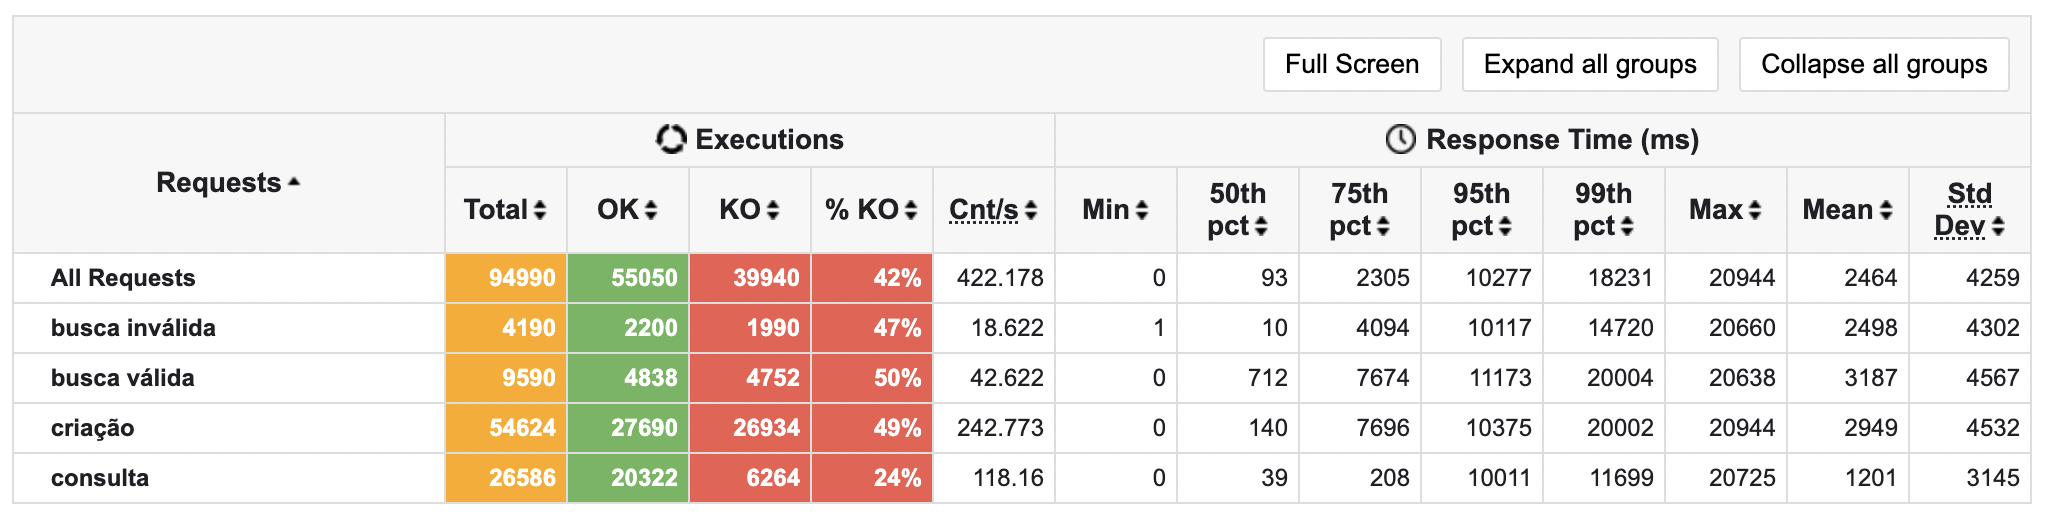 Full Screen Expand all groups Collapse all groups
Executions Response Time (ms)
Requests
Total OK KO % KO Cnt/s Min 50th pct 75th pct 95th pct 99th pct Max Mean Std Dev
All Requests 94990 55050 39940 42% 422.178 0 93 2305 10277 18231 20944 2464 4259
busca inválida 4190 2200 1990 47% 18.622 1 10 4094 10117 14720 20660 2498 4302
busca válida 9590 4838 4752 50% 42.622 0 712 7674 11173 20004 20638 3187 4567
criação 54624 27690 26934 49% 242.773 0 140 7696 10375 20002 20944 2949 4532
consulta 26586 20322 6264 24% 118.16 0 39 208 10011 11699 20725 1201 3145